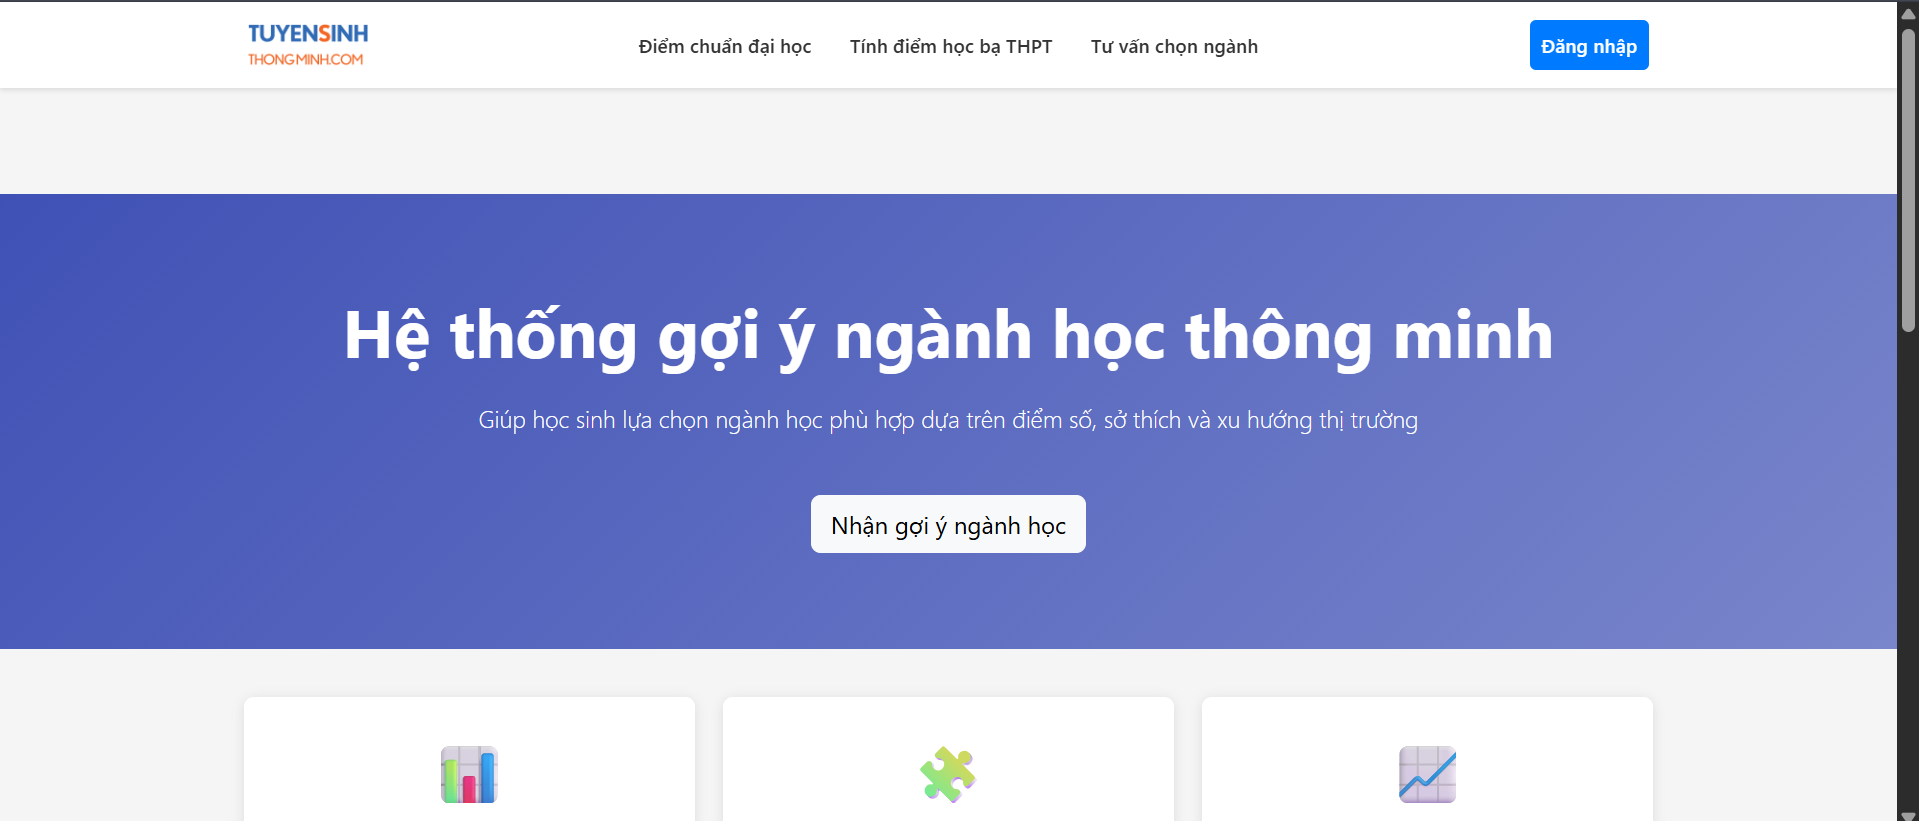 TUYENSINH
THONGMINH.COM
Điểm chuẩn đại học
Tính điểm học bạ THPT
Tư vấn chọn ngành
Đăng nhập
Hệ thống gợi ý ngành học thông minh
Giúp học sinh lựa chọn ngành học phù hợp dựa trên điểm số, sở thích và xu hướng thị trường
Nhận gợi ý ngành học